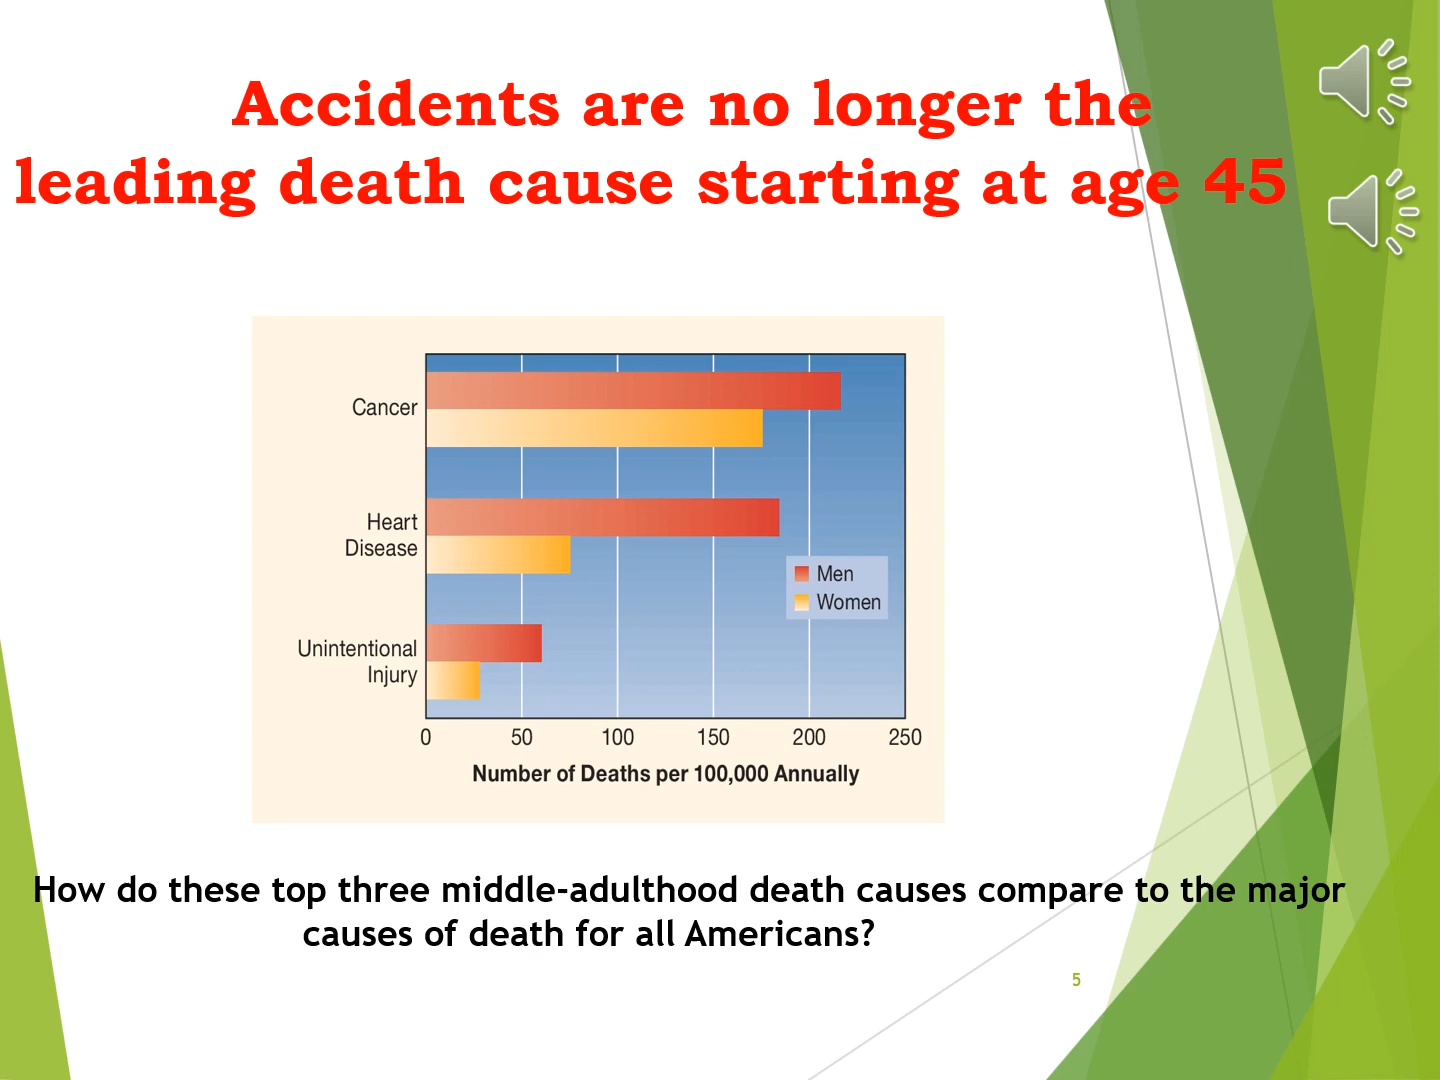 Accidents are no longer the
leading death cause starting at age 45
Cancer
Heart
Disease
Unintentional
Injury
Men
Women
0 50 100 150 200 250
Number of Deaths per 100,000 Annually
How do these top three middle-adulthood death causes compare to the major
causes of death for all Americans?
5